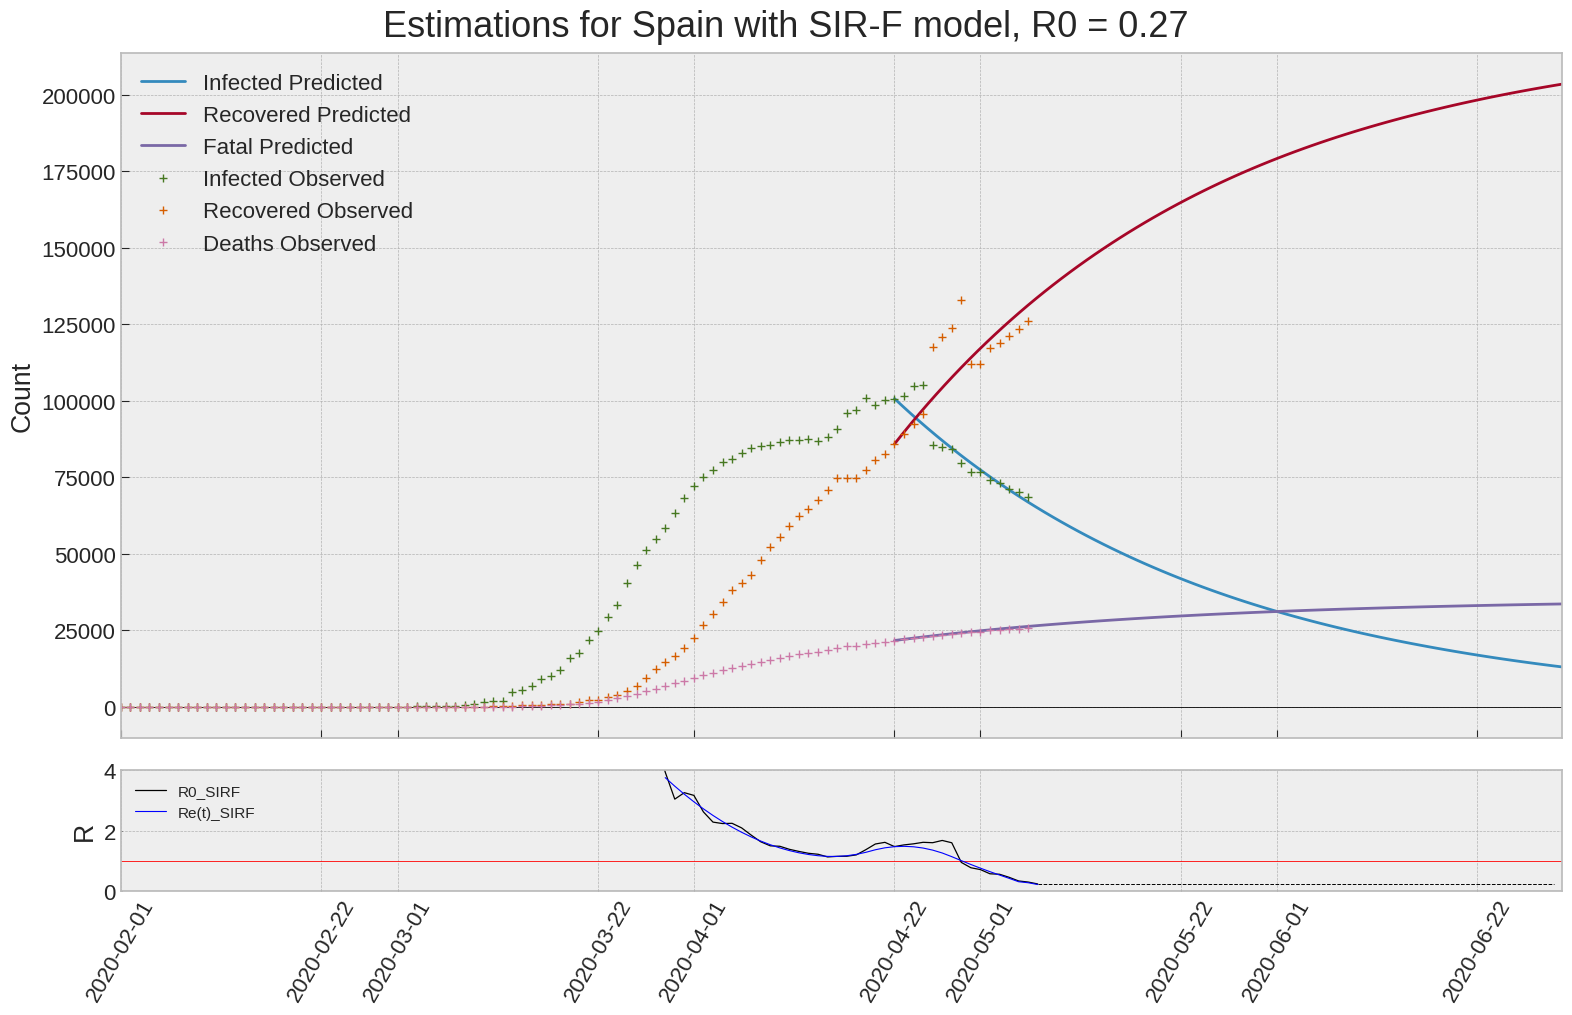 Estimations for Spain with SIR-F model, R0 = 0.27
Infected Predicted
Recovered Predicted
Fatal Predicted
Infected Observed
Recovered Observed
Deaths Observed
200000
175000
150000
125000
100000
75000
50000
25000
0
Count
R0_SIRF
Re(t)_SIRF
4
2
0
R
2020-02-01
2020-02-22
2020-03-01
2020-03-22
2020-04-01
2020-04-22
2020-05-01
2020-05-22
2020-06-01
2020-06-22